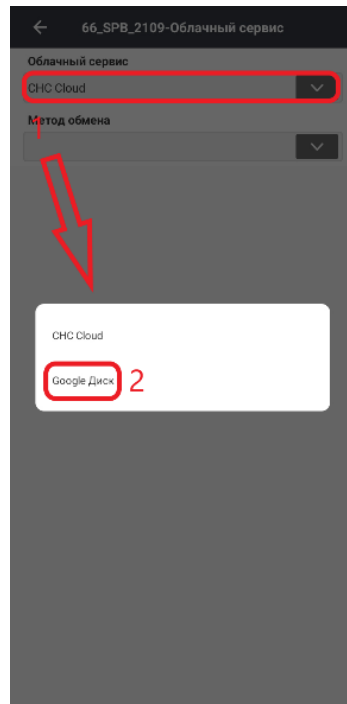 66_SPB_2109-Облачный сервис
Облачный сервис
CHC Cloud
Метод обмена
1
CHC Cloud
Google Диск
2